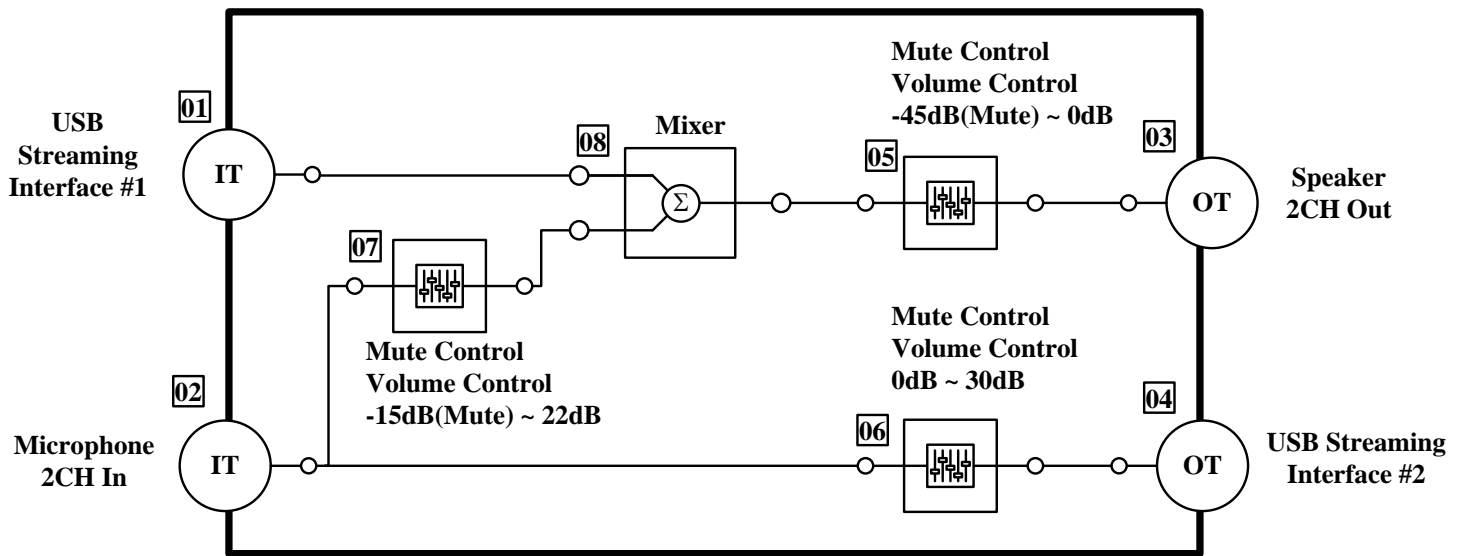 01
USB
Streaming
Interface #1
IT
08
Mixer
Σ
Mute Control
Volume Control
-45dB(Mute) ~ 0dB
05
03
OT
Speaker
2CH Out
07
Mute Control
Volume Control
-15dB(Mute) ~ 22dB
02
Microphone
2CH In
IT
Mute Control
Volume Control
0dB ~ 30dB
06
04
OT
USB Streaming
Interface #2